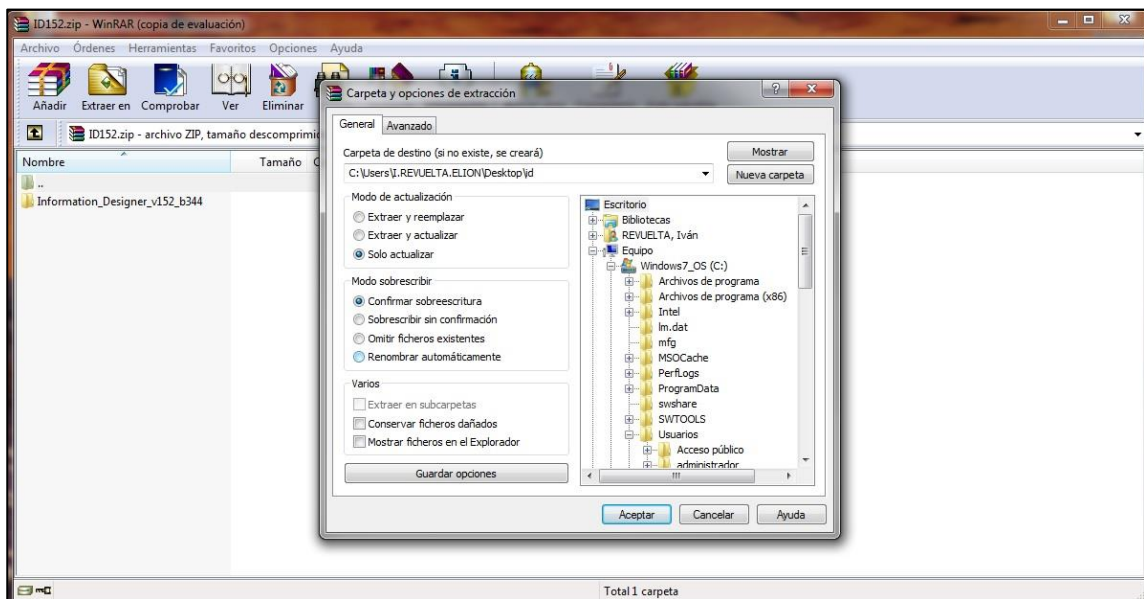 ID152.zip - WinRAR (copia de evaluación)
Archivo Órdenes Herramientas Favoritos Opciones Ayuda
Añadir Extraer en Comprobar Ver Eliminar
ID152.zip - archivo ZIP, tamaño descomprimi
Nombre Tamaño
..
Information_Designer_v152_b344
Carpeta y opciones de extracción
General Avanzado
Carpeta de destino (si no existe, se creará)
Mostrar
C:\Users\I.REVUELTA.ELION\Desktop\id
Nueva carpeta
Modo de actualización
Extraer y reemplazar
Extraer y actualizar
Solo actualizar
Modo sobrescribir
Confirmar sobreescritura
Sobrescribir sin confirmación
Omitir ficheros existentes
Renombrar automáticamente
Varios
Extraer en subcarpetas
Conservar ficheros dañados
Mostrar ficheros en el Explorador
Guardar opciones
Escritorio
Bibliotecas
REVUELTA, Iván
Equipo
Windows7_OS (C:)
Archivos de programa
Archivos de programa (x86)
Intel
lm.dat
mfg
MSOCache
PerfLogs
ProgramData
swshare
SWTOOLS
Usuarios
Acceso público
administrador
Aceptar Cancelar Ayuda
Total 1 carpeta